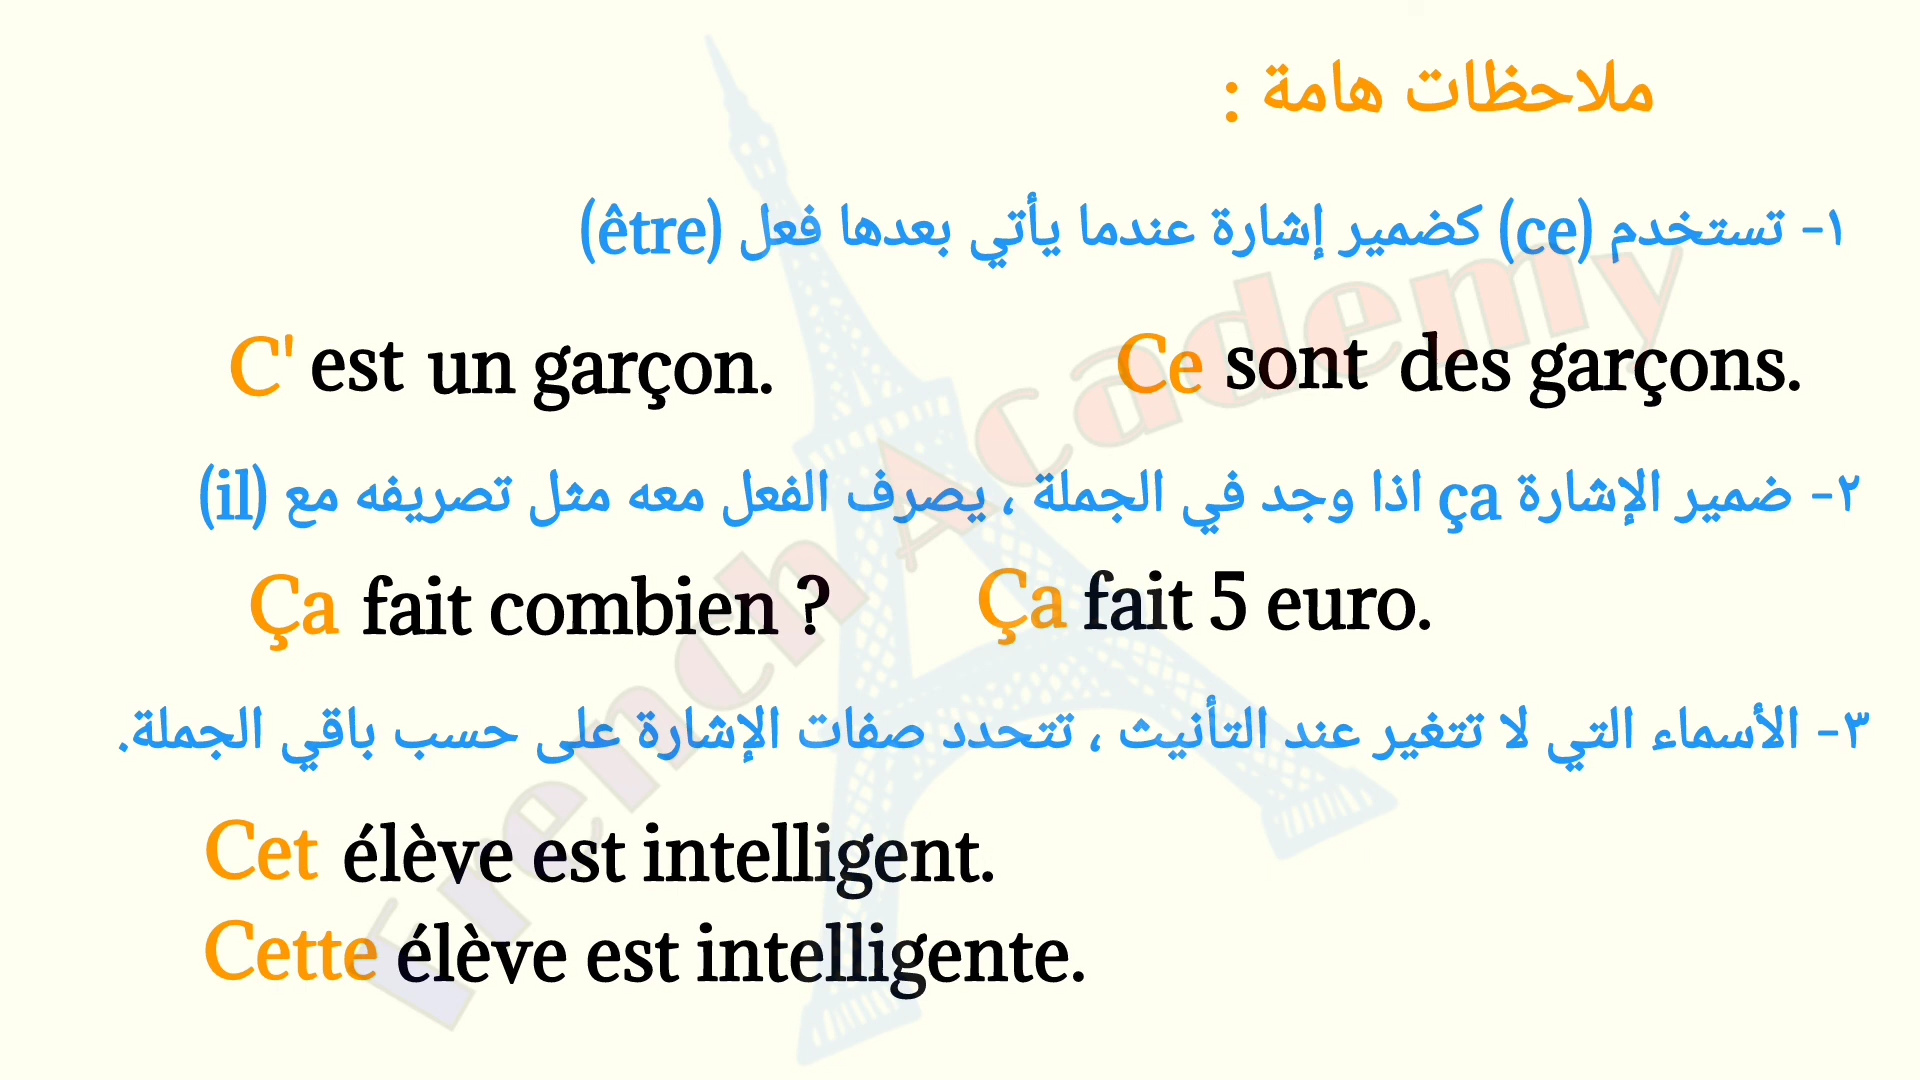 ملاحظات هامة :
١- تستخدم (ce) كضمير إشارة عندما يأتي بعدها فعل (être)
C' est un garçon.
Ce sont des garçons.
٢- ضمير الإشارة ça اذا وجد في الجملة ، يصرف الفعل معه مثل تصريفه مع (il)
Ça fait combien ?
Ça fait 5 euro.
٣- الأسماء التي لا تتغير عند التأنيث ، تتحدد صفات الإشارة على حسب باقي الجملة.
Cet élève est intelligent.
Cette élève est intelligente.
French Academy